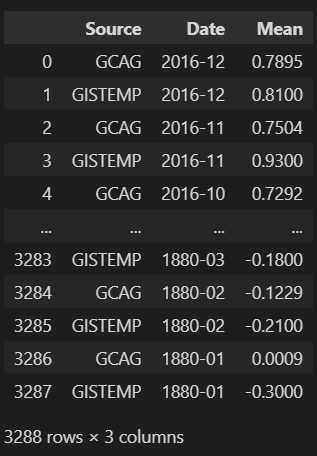 Source Date Mean
0 GCAG 2016-12 0.7895
1 GISTEMP 2016-12 0.8100
2 GCAG 2016-11 0.7504
3 GISTEMP 2016-11 0.9300
4 GCAG 2016-10 0.7292
... ... ... ...
3283 GISTEMP 1880-03 -0.1800
3284 GCAG 1880-02 -0.1229
3285 GISTEMP 1880-02 -0.2100
3286 GCAG 1880-01 0.0009
3287 GISTEMP 1880-01 -0.3000
3288 rows × 3 columns